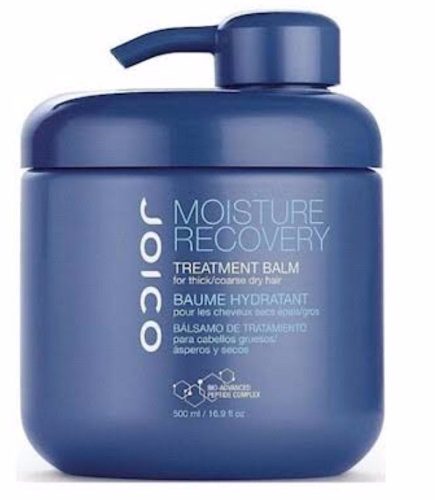 JOICO
MOISTURE
RECOVERY
TREATMENT BALM
for thick/coarse dry hair
BAUME HYDRATANT
pour les cheveux secs épais/gros
BÁLSAMO DE TRATAMIENTO
para cabellos gruesos/
ásperos y secos
BIO-ADVANCED
PEPTIDE COMPLEX
500 ml / 16.9 fl oz